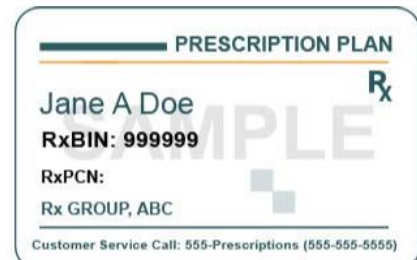 PRESCRIPTION PLAN
Rx
Jane A Doe
SAMPLE
RxBIN: 999999
RxPCN:
Rx GROUP, ABC
Customer Service Call: 555-Prescriptions (555-555-5555)